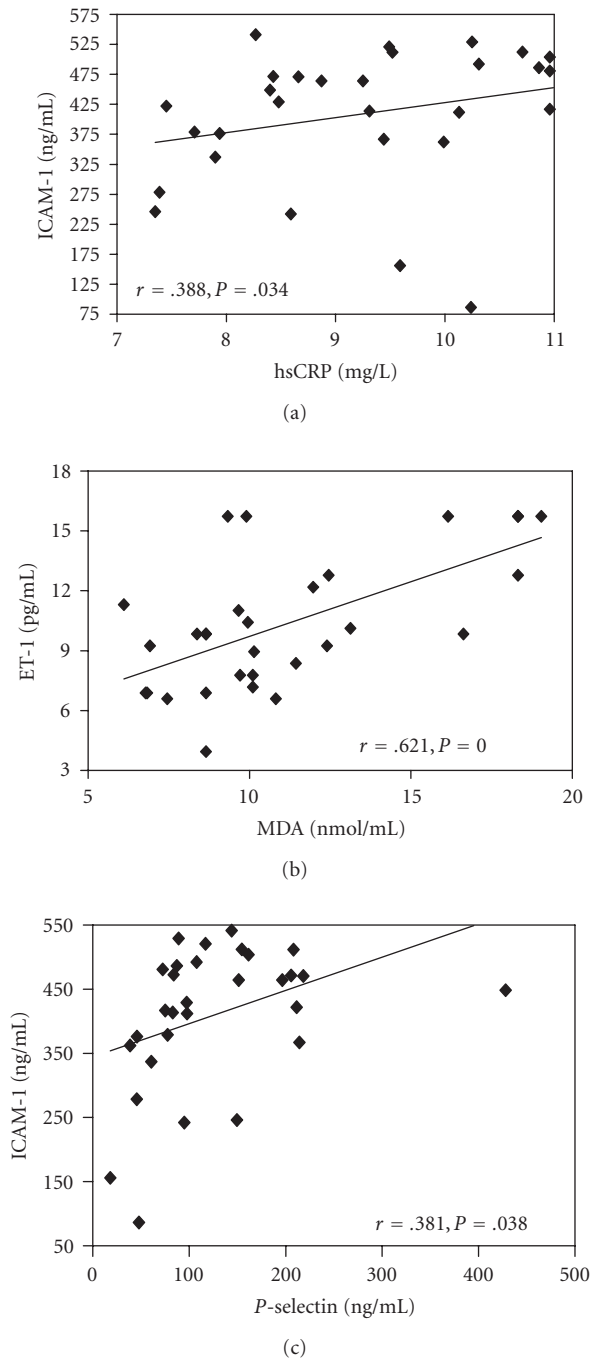 575
525
475
425
375
325
275
225
175
125
75
ICAM-1 (ng/mL)
r = .388, P = .034
7 8 9 10 11
hsCRP (mg/L)
(a)
18
15
12
9
6
3
ET-1 (pg/mL)
r = .621, P = 0
5 10 15 20
MDA (nmol/mL)
(b)
550
450
350
250
150
50
ICAM-1 (ng/mL)
r = .381, P = .038
0 100 200 300 400 500
P-selectin (ng/mL)
(c)